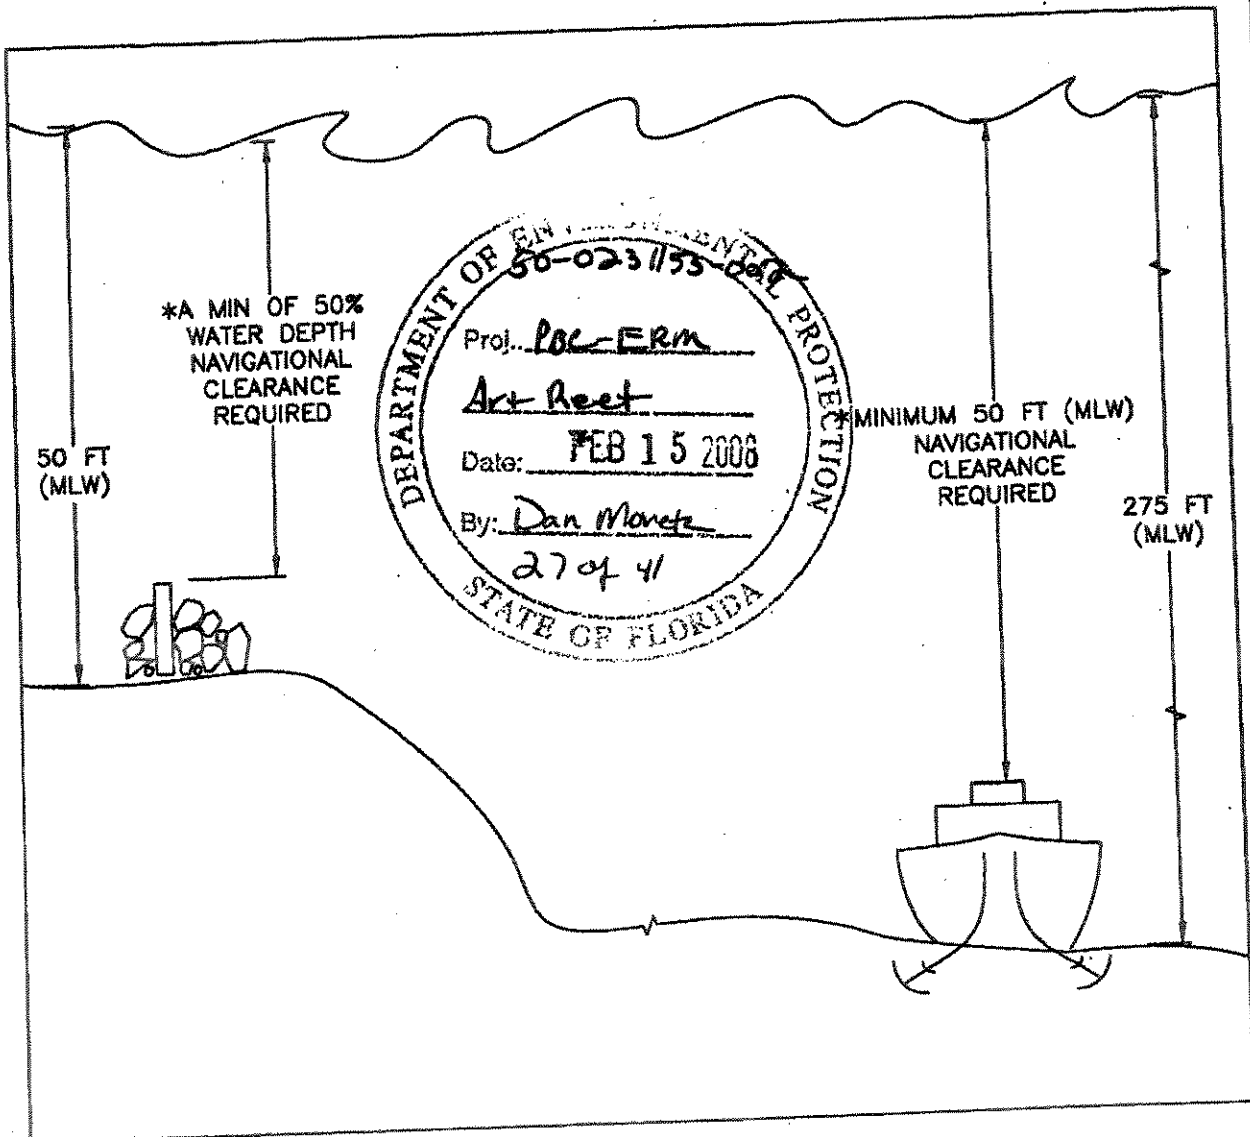 *A MIN OF 50%
WATER DEPTH
NAVIGATIONAL
CLEARANCE
REQUIRED
50 FT
(MLW)
DEPARTMENT OF ENVIRONMENTAL PROTECTION
Proj.. PBC-ERM
Art Reef
Date: FEB 15 2008
By:
27 of 41
STATE OF FLORIDA
*MINIMUM 50 FT (MLW)
NAVIGATIONAL
CLEARANCE
REQUIRED
275 FT
(MLW)